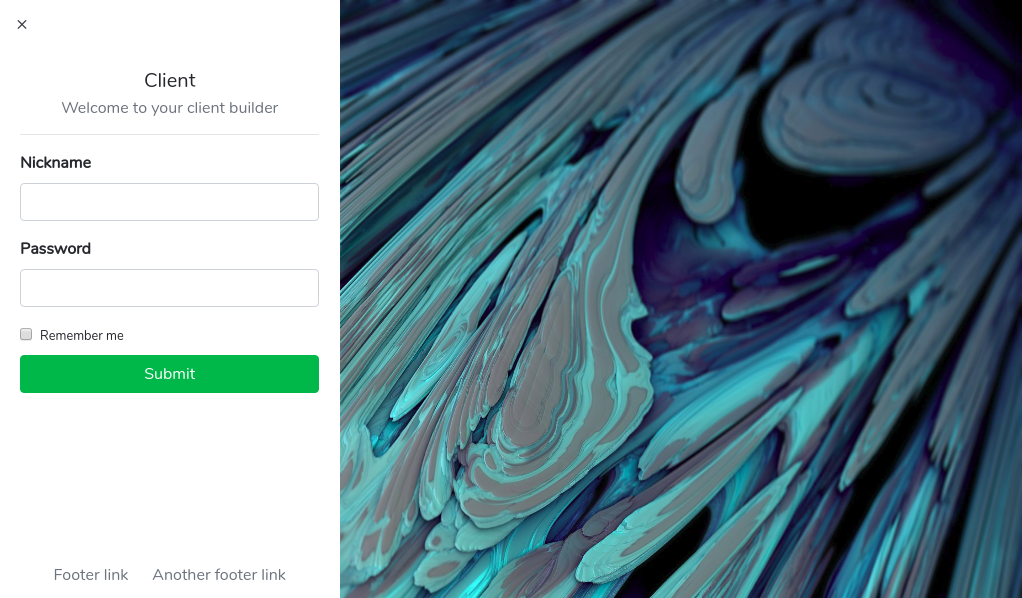 ×
Client
Welcome to your client builder
Nickname
Password
Remember me
Submit
Footer link Another footer link